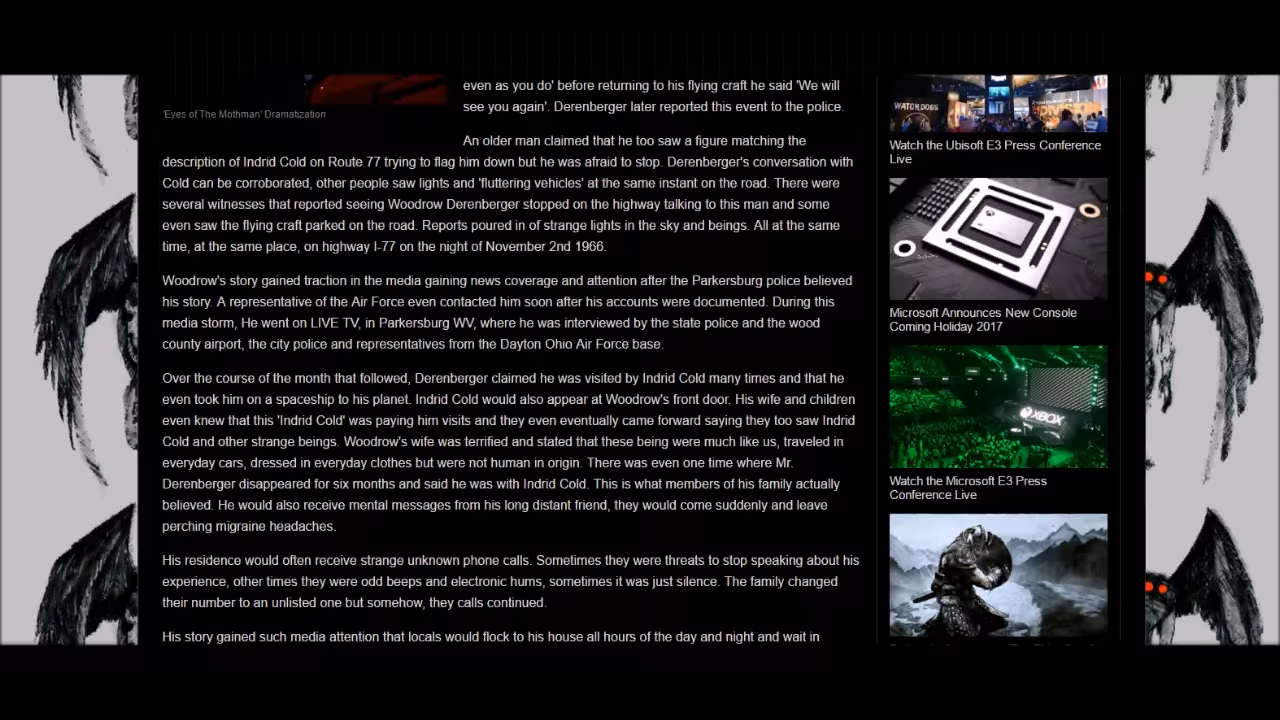 even as you do' before returning to his flying craft he said 'We will
see you again'. Derenberger later reported this event to the police.
'Eyes of The Mothman' Dramatization
An older man claimed that he too saw a figure matching the
description of Indrid Cold on Route 77 trying to flag him down but he was afraid to stop. Derenberger's conversation with
Cold can be corroborated, other people saw lights and 'fluttering vehicles' at the same instant on the road. There were
several witnesses that reported seeing Woodrow Derenberger stopped on the highway talking to this man and some
even saw the flying craft parked on the road. Reports poured in of strange lights in the sky and beings. All at the same
time, at the same place, on highway I-77 on the night of November 2nd 1966.
Woodrow's story gained traction in the media gaining news coverage and attention after the Parkersburg police believed
his story. A representative of the Air Force even contacted him soon after his accounts were documented. During this
media storm, He went on LIVE TV, in Parkersburg WV, where he was interviewed by the state police and the wood
county airport, the city police and representatives from the Dayton Ohio Air Force base.
Over the course of the month that followed, Derenberger claimed he was visited by Indrid Cold many times and that he
even took him on a spaceship to his planet. Indrid Cold would also appear at Woodrow's front door. His wife and children
even knew that this 'Indrid Cold' was paying him visits and they even eventually came forward saying they too saw Indrid
Cold and other strange beings. Woodrow's wife was terrified and stated that these being were much like us, traveled in
everyday cars, dressed in everyday clothes but were not human in origin. There was even one time where Mr.
Derenberger disappeared for six months and said he was with Indrid Cold. This is what members of his family actually
believed. He would also receive mental messages from his long distant friend, they would come suddenly and leave
perching migraine headaches.
His residence would often receive strange unknown phone calls. Sometimes they were threats to stop speaking about his
experience, other times they were odd beeps and electronic hums, sometimes it was just silence. The family changed
their number to an unlisted one but somehow, they calls continued.
His story gained such media attention that locals would flock to his house all hours of the day and night and wait in
WATCH DOGS
DIVISION
Watch the Ubisoft E3 Press Conference
Live
Microsoft Announces New Console
Coming Holiday 2017
XBOX
Watch the Microsoft E3 Press
Conference Live